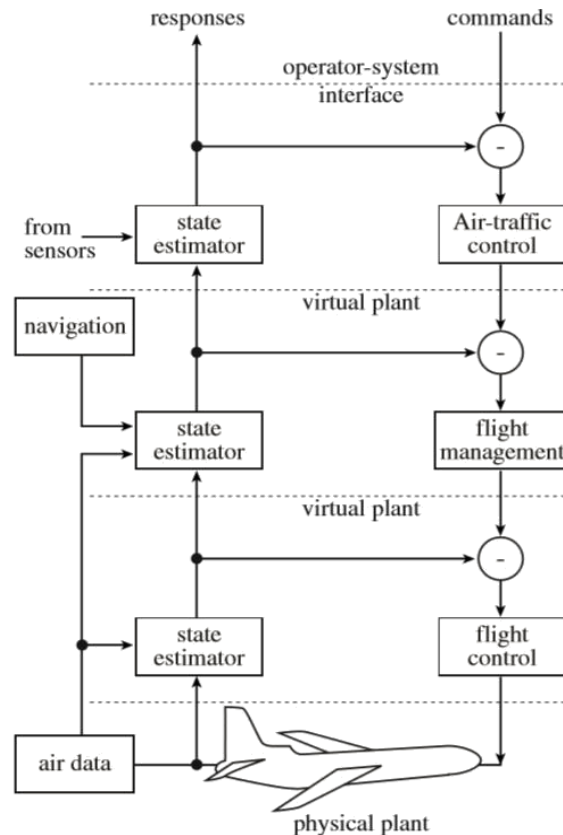 responses
commands
operator-system
interface
-
from
sensors
state
estimator
Air-traffic
control
virtual plant
navigation
-
state
estimator
flight
management
virtual plant
-
state
estimator
flight
control
air data
physical plant